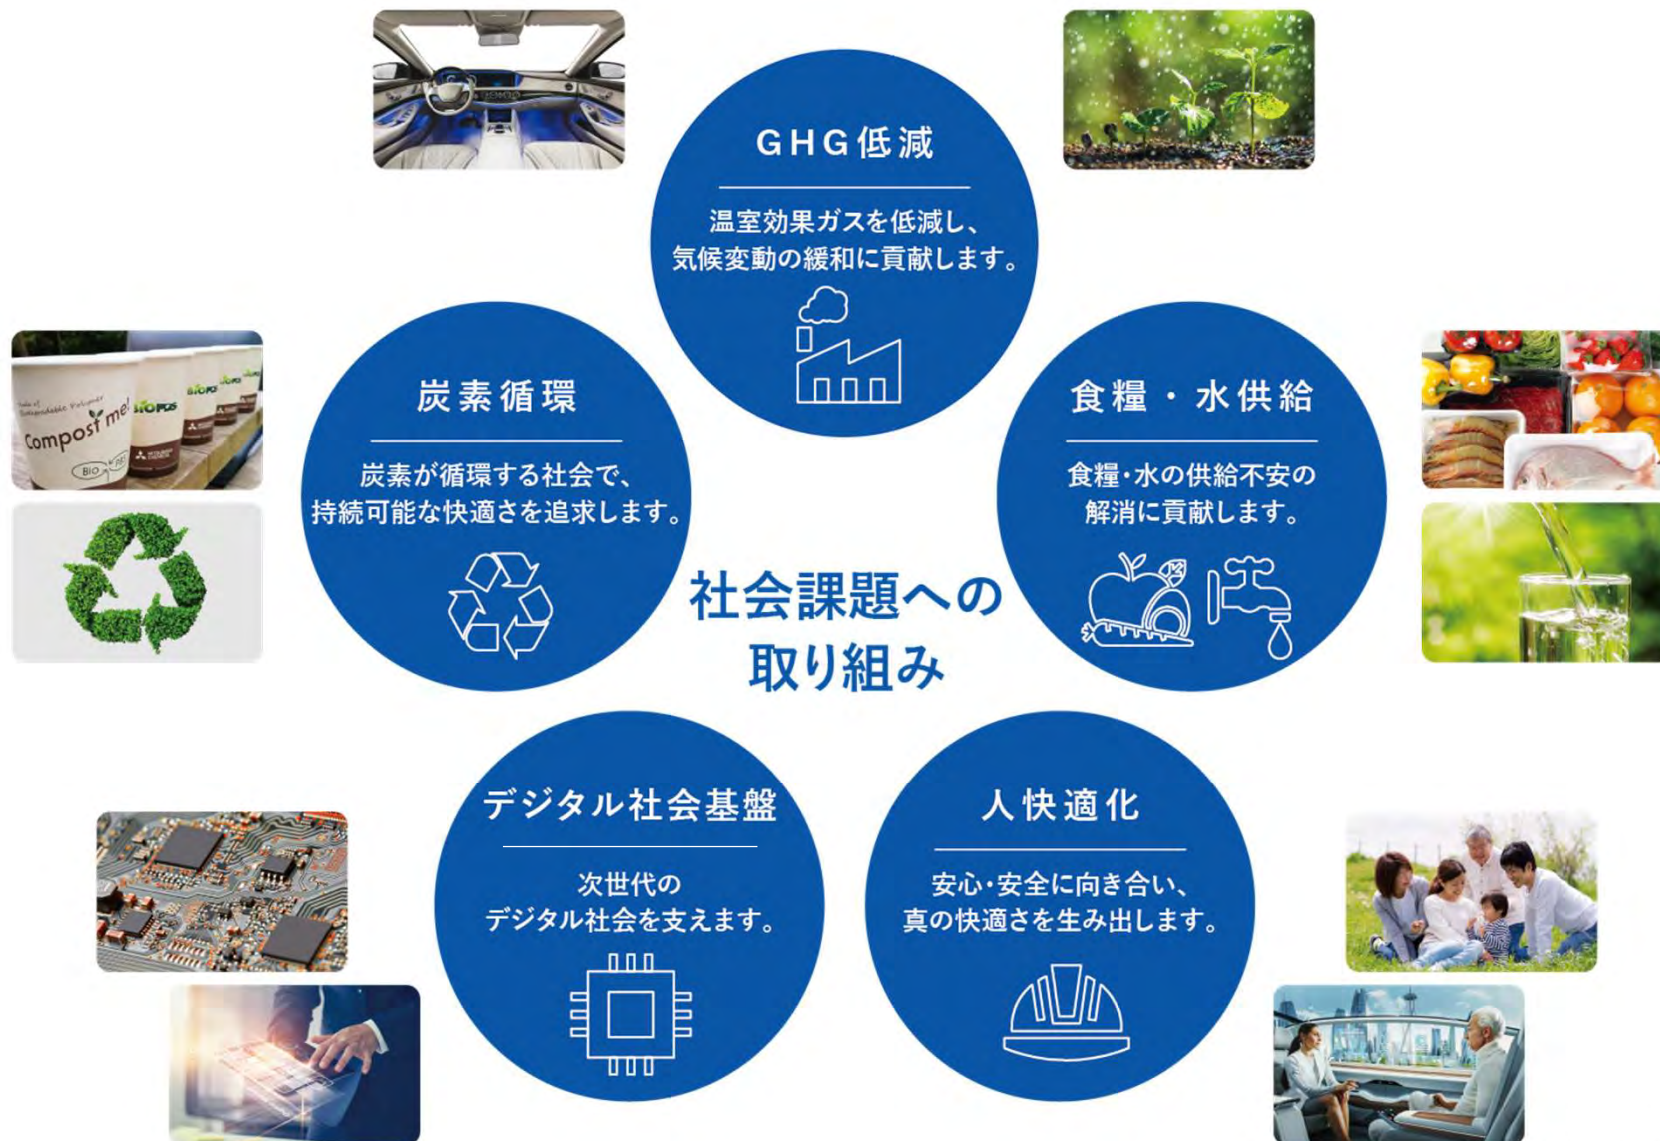 GHG低減
温室効果ガスを低減し、
気候変動の緩和に貢献します。
炭素循環
炭素が循環する社会で、
持続可能な快適さを追求します。
食糧・水供給
食糧・水の供給不安の
解消に貢献します。
Compost me!
Bio
BIOPBS
社会課題への
取り組み
デジタル社会基盤
次世代の
デジタル社会を支えます。
人快適化
安心・安全に向き合い、
真の快適さを生み出します。